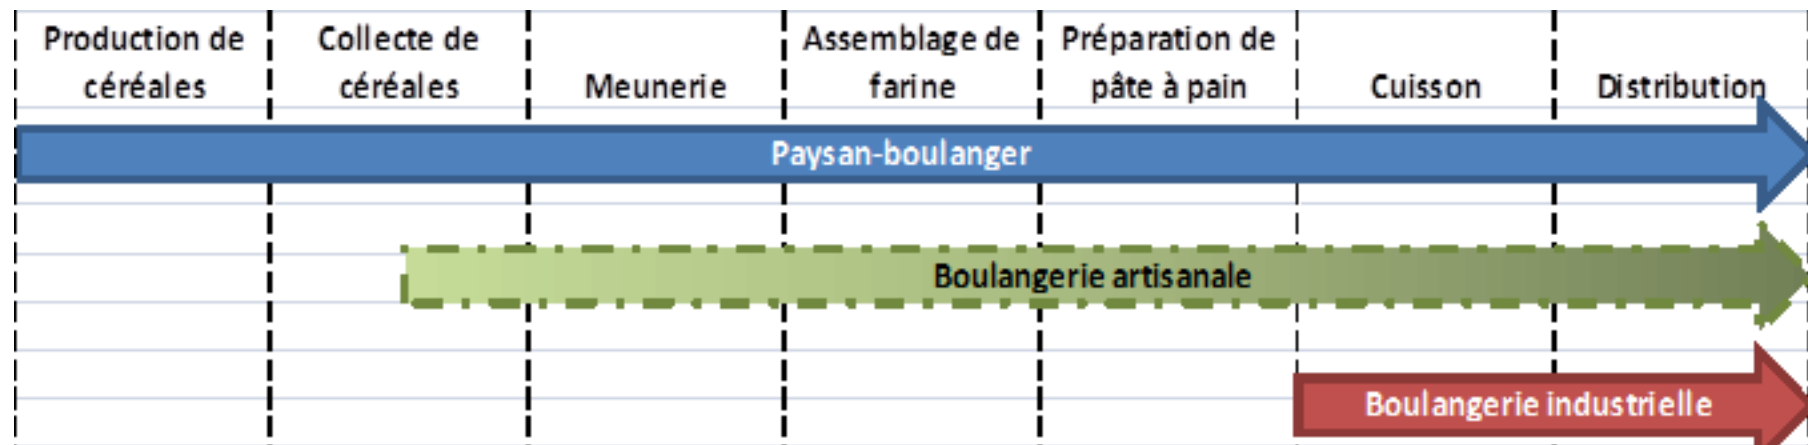 Production de
céréales
Collecte de
céréales
Meunerie
Assemblage de
farine
Préparation de
pâte à pain
Cuisson
Distribution
Paysan-boulanger
Boulangerie artisanale
Boulangerie industrielle